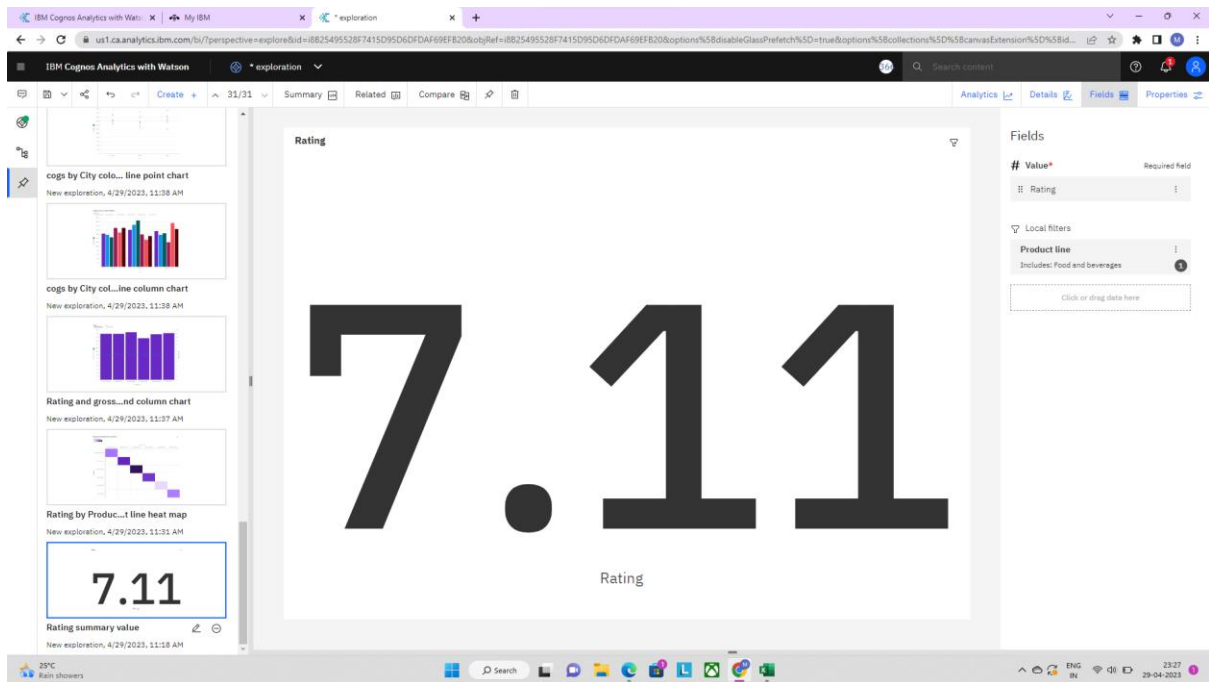 IBM Cognos Analytics with Wats
My IBM
* exploration
us1.ca.analytics.ibm.com/bi/?perspective=explore&id=i8B25495528F7415D95D6DFDAF69EFB20&objRef=i8B25495528F7415D95D6DFDAF69EFB20&options%5BdisableGlassPrefetch%5D=true&options%5Bcollections%5D%5BcanvasExtension%5D%5Bid...
M
IBM Cognos Analytics with Watson
* exploration
Search content
Create +
31/31
Summary
Related
Compare
Analytics
Details
Fields
Properties
cogs by City colo... line point chart
New exploration, 4/29/2023, 11:38 AM
cogs by City col...ine column chart
New exploration, 4/29/2023, 11:38 AM
Rating and gross...nd column chart
New exploration, 4/29/2023, 11:37 AM
Rating by Produc...t line heat map
New exploration, 4/29/2023, 11:31 AM
7.11
Rating summary value
New exploration, 4/29/2023, 11:18 AM
Rating
7.11
Rating
Fields
# Value*
Required field
Rating
Local filters
Product line
Includes: Food and beverages
1
Click or drag data here
25°C
Rain showers
Search
ENG
IN
23:27
29-04-2023